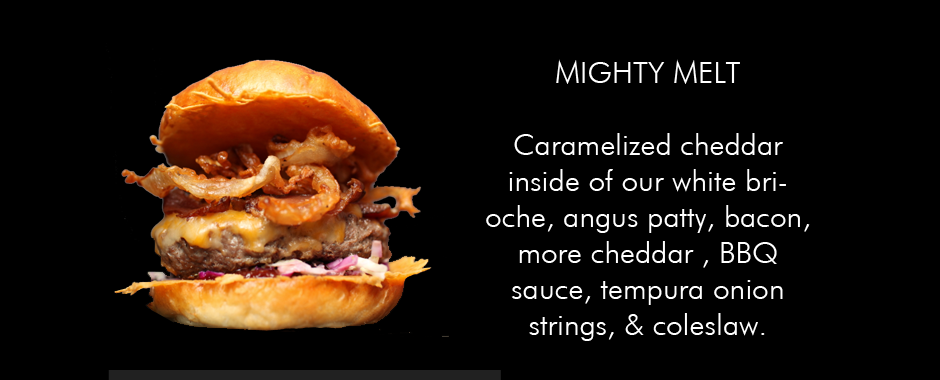 MIGHTY MELT
Caramelized cheddar
inside of our white bri-
oche, angus patty, bacon,
more cheddar , BBQ
sauce, tempura onion
strings, & coleslaw.